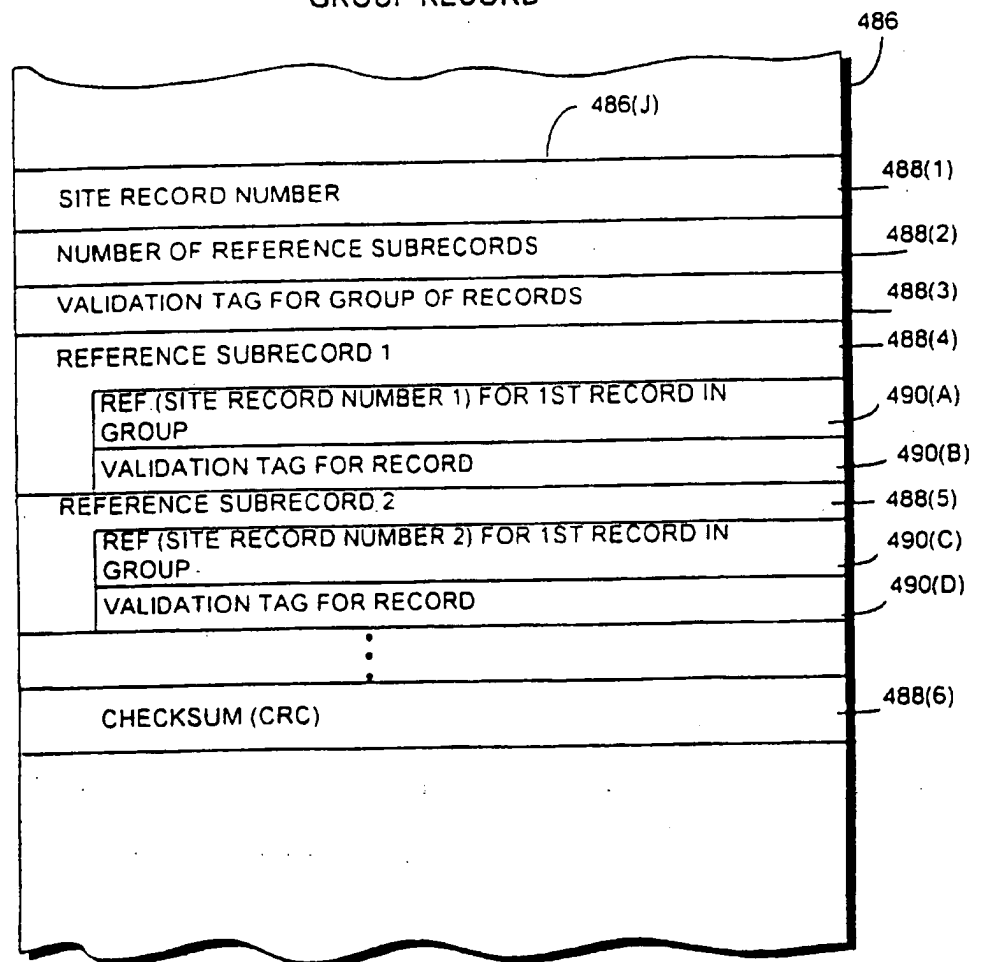 GROUP RECORD
486
486(J)
SITE RECORD NUMBER 488(1)
NUMBER OF REFERENCE SUBRECORDS 488(2)
VALIDATION TAG FOR GROUP OF RECORDS 488(3)
REFERENCE SUBRECORD 1 488(4)
REF (SITE RECORD NUMBER 1) FOR 1ST RECORD IN 490(A)
GROUP
VALIDATION TAG FOR RECORD 490(B)
REFERENCE SUBRECORD 2 488(5)
REF (SITE RECORD NUMBER 2) FOR 1ST RECORD IN 490(C)
GROUP
VALIDATION TAG FOR RECORD 490(D)
CHECKSUM (CRC) 488(6)